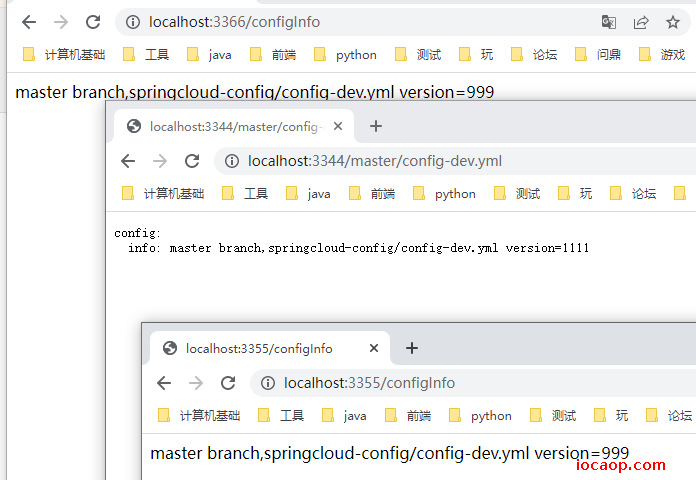 localhost:3366/configInfo
计算机基础 工具 java 前端 python 测试 玩 论坛 问鼎 游戏
master branch,springcloud-config/config-dev.yml version=999
localhost:3344/master/config-
localhost:3344/master/config-dev.yml
计算机基础 工具 java 前端 python 测试 玩 论坛
config:
  info: master branch,springcloud-config/config-dev.yml version=1111
localhost:3355/configInfo
localhost:3355/configInfo
计算机基础 工具 java 前端 python 测试 玩 论坛
master branch,springcloud-config/config-dev.yml version=999
iocaop.com